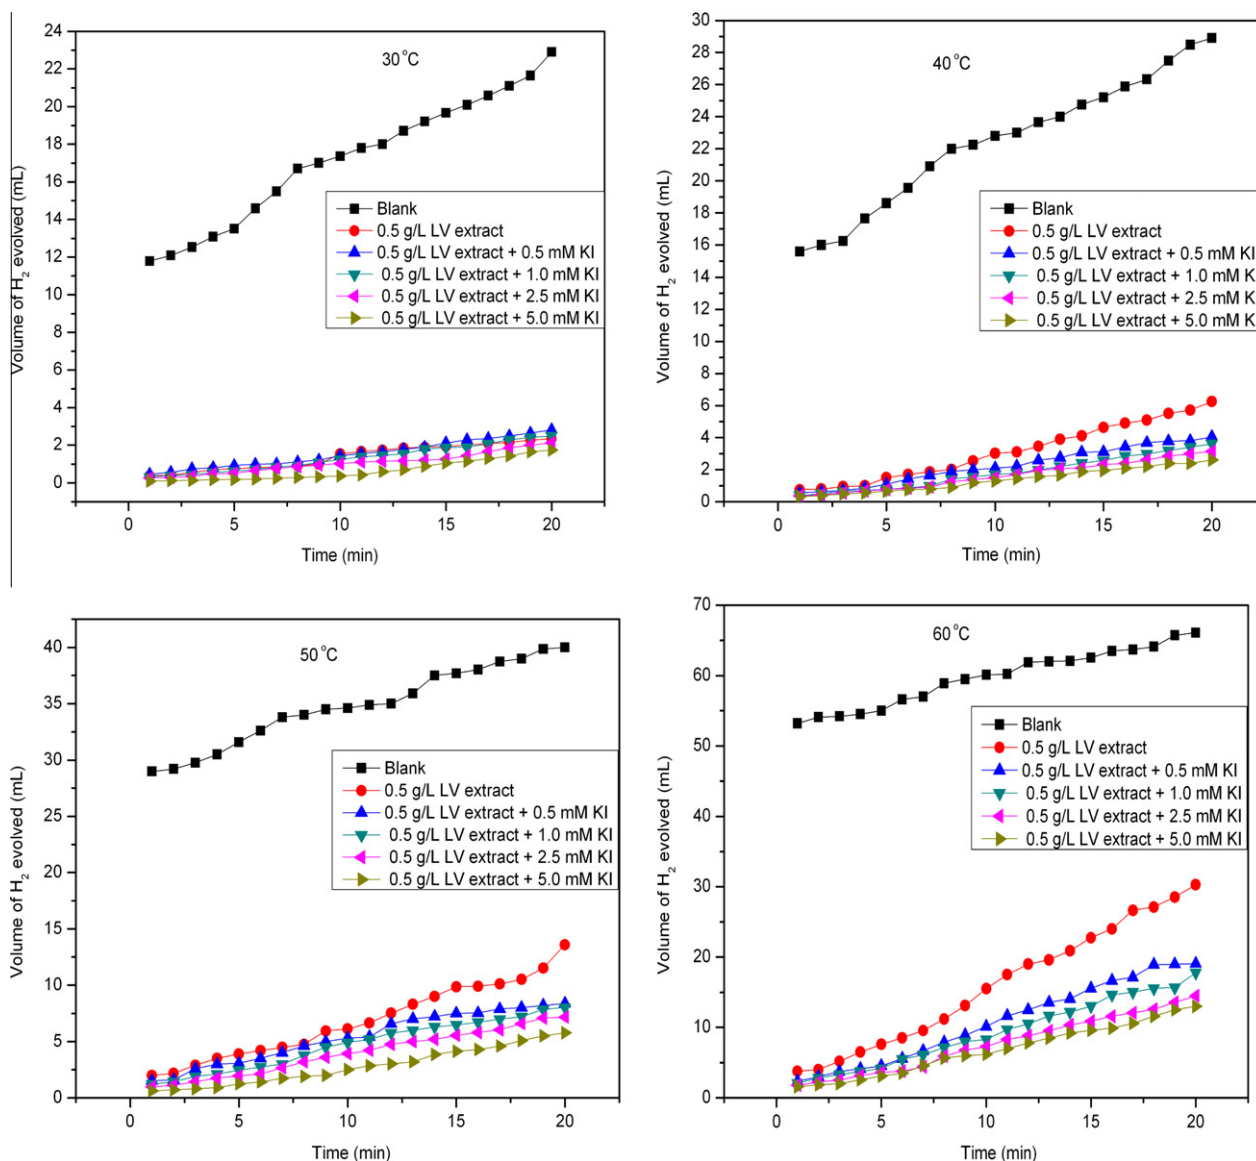 30 °C
Volume of H2 evolved (mL)
24
22
20
18
16
14
12
10
8
6
4
2
0
Blank
0.5 g/L LV extract
0.5 g/L LV extract + 0.5 mM KI
0.5 g/L LV extract + 1.0 mM KI
0.5 g/L LV extract + 2.5 mM KI
0.5 g/L LV extract + 5.0 mM KI
0 5 10 15 20
Time (min)
40 °C
Volume of H2 evolved (mL)
30
28
26
24
22
20
18
16
14
12
10
8
6
4
2
0
Blank
0.5 g/L LV extract
0.5 g/L LV extract + 0.5 mM KI
0.5 g/L LV extract + 1.0 mM KI
0.5 g/L LV extract + 2.5 mM K
0.5 g/L LV extract + 5.0 mM K
0 5 10 15 20
Time (min)
50 °C
Volume of H2 evolved (mL)
40
35
30
25
20
15
10
5
0
Blank
0.5 g/L LV extract
0.5 g/L LV extract + 0.5 mM KI
0.5 g/L LV extract + 1.0 mM KI
0.5 g/L LV extract + 2.5 mM KI
0.5 g/L LV extract + 5.0 mM KI
0 5 10 15 20
Time (min)
60 °C
Volume of H2 evolved (mL)
70
60
50
40
30
20
10
0
Blank
0.5 g/L LV extract
0.5 g/L LV extract + 0.5 mM KI
0.5 g/L LV extract + 1.0 mM KI
0.5 g/L LV extract + 2.5 mM KI
0.5 g/L LV extract + 5.0 mM KI
0 5 10 15 20
Time (min)